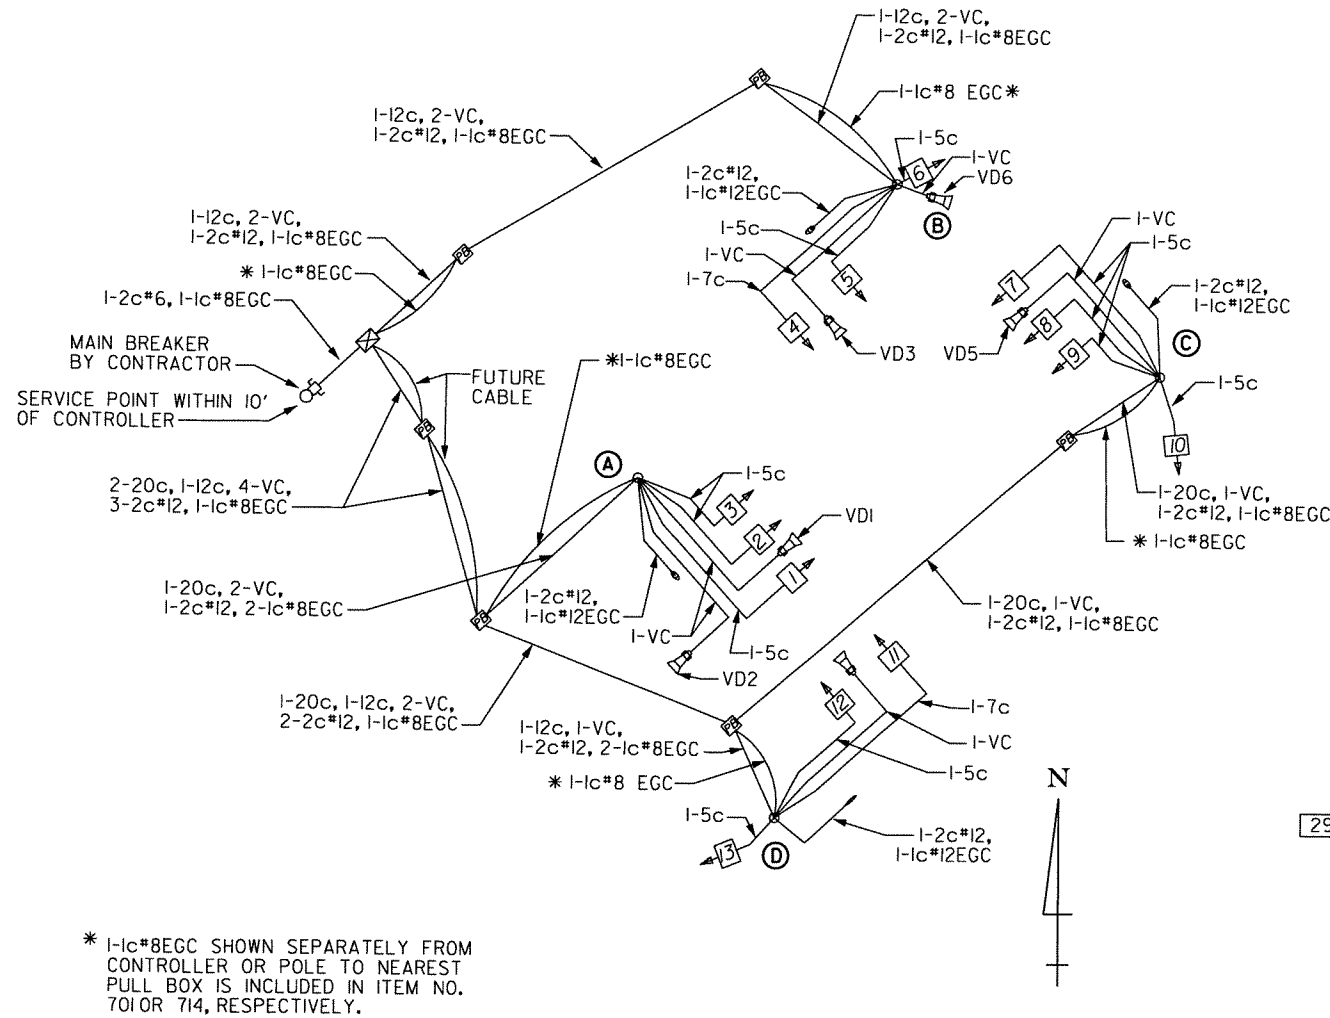 1-12c, 2-VC,
1-2c#12, 1-1c#8EGC
1-1c#8 EGC*
PB
1-12c, 2-VC,
1-2c#12, 1-1c#8EGC
1-5c
6
1-VC
VD6
1-2c#12,
1-1c#12EGC
B
1-5c
1-VC
1-7c
5
4
VD3
1-12c, 2-VC,
1-2c#12, 1-1c#8EGC
PB
* 1-1c#8EGC
1-2c#6, 1-1c#8EGC
MAIN BREAKER
BY CONTRACTOR
SERVICE POINT WITHIN 10'
OF CONTROLLER
1-VC
1-5c
7
1-2c#12,
1-1c#12EGC
8
VD5
9
C
1-5c
10
PB
1-20c, 1-VC,
1-2c#12, 1-1c#8EGC
* 1-1c#8EGC
*1-1c#8EGC
FUTURE
CABLE
PB
A
1-5c
3
2
VD1
1
2-20c, 1-12c, 4-VC,
3-2c#12, 1-1c#8EGC
1-20c, 2-VC,
1-2c#12, 2-1c#8EGC
PB
1-2c#12,
1-1c#12EGC
1-VC
1-5c
VD2
1-20c, 1-VC,
1-2c#12, 1-1c#8EGC
1-20c, 1-12c, 2-VC,
2-2c#12, 1-1c#8EGC
PB
1-12c, 1-VC,
1-2c#12, 2-1c#8EGC
* 1-1c#8 EGC
11
12
1-7c
1-VC
1-5c
1-5c
13
D
1-2c#12,
1-1c#12EGC
N
29
* 1-1c#8EGC SHOWN SEPARATELY FROM
CONTROLLER OR POLE TO NEAREST
PULL BOX IS INCLUDED IN ITEM NO.
701 OR 714, RESPECTIVELY.